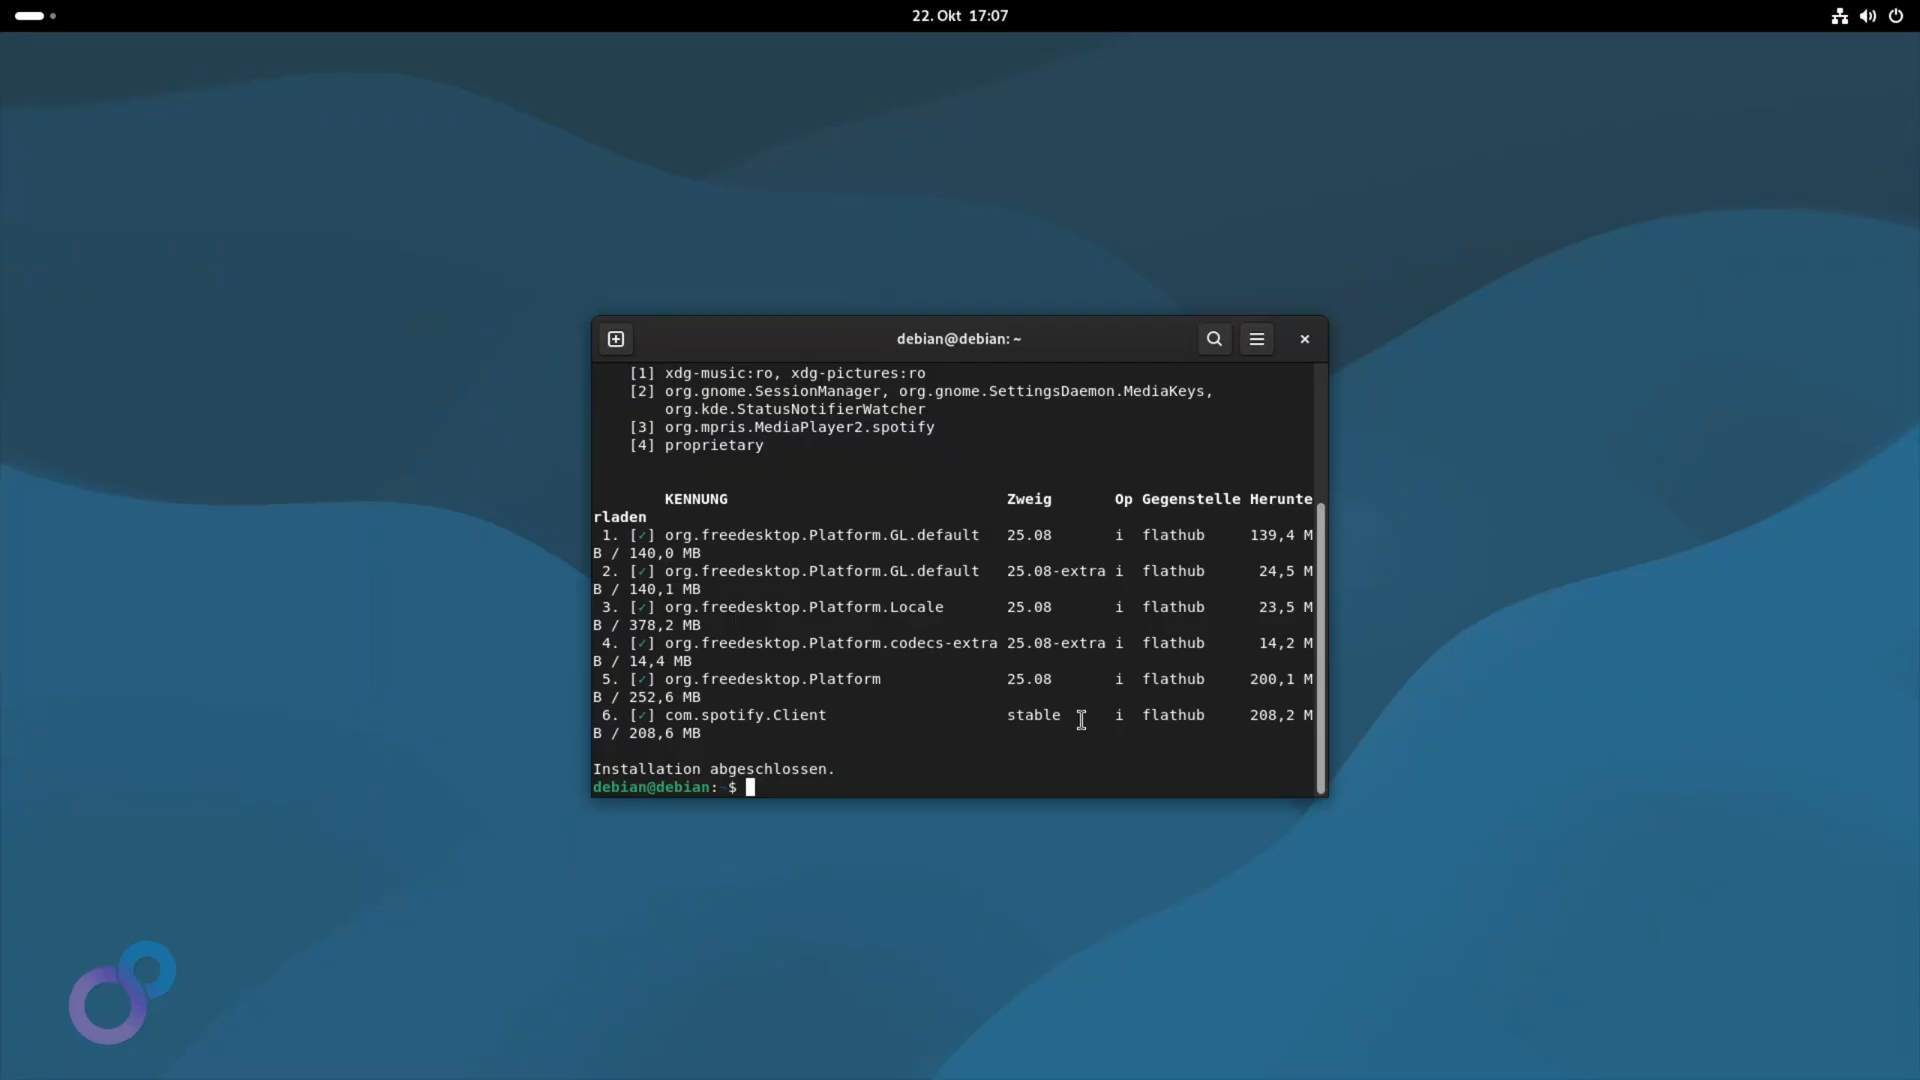 22. Okt 17:07
debian@debian: ~
[1] xdg-music:ro, xdg-pictures:ro
[2] org.gnome.SessionManager, org.gnome.SettingsDaemon.MediaKeys,
org.kde.StatusNotifierWatcher
[3] org.mpris.MediaPlayer2.spotify
[4] proprietary
KENNUNG Zweig Op Gegenstelle Herunte
rladen
1. [✓] org.freedesktop.Platform.GL.default 25.08 i flathub 139,4 M
B / 140,0 MB
2. [✓] org.freedesktop.Platform.GL.default 25.08-extra i flathub 24,5 M
B / 140,1 MB
3. [✓] org.freedesktop.Platform.Locale 25.08 i flathub 23,5 M
B / 378,2 MB
4. [✓] org.freedesktop.Platform.codecs-extra 25.08-extra i flathub 14,2 M
B / 14,4 MB
5. [✓] org.freedesktop.Platform 25.08 i flathub 200,1 M
B / 252,6 MB
6. [✓] com.spotify.Client stable i flathub 208,2 M
B / 208,6 MB
Installation abgeschlossen.
debian@debian:~$